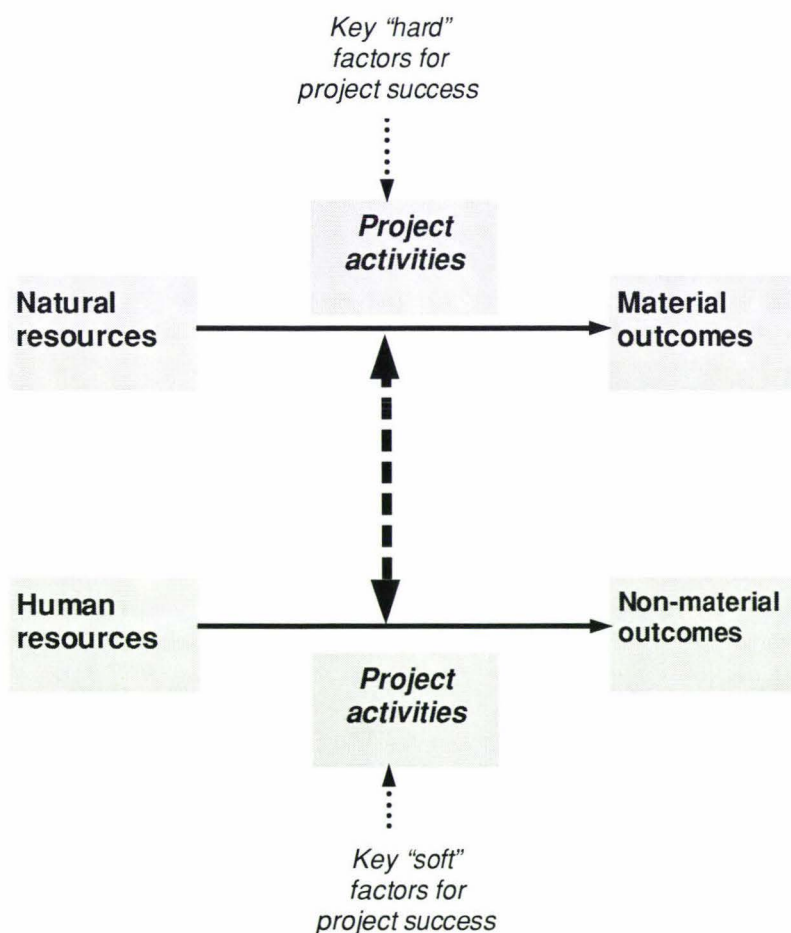 Key “hard”
factors for
project success
Project
activities
Natural
resources
Material
outcomes
Human
resources
Non-material
outcomes
Project
activities
Key “soft”
factors for
project success